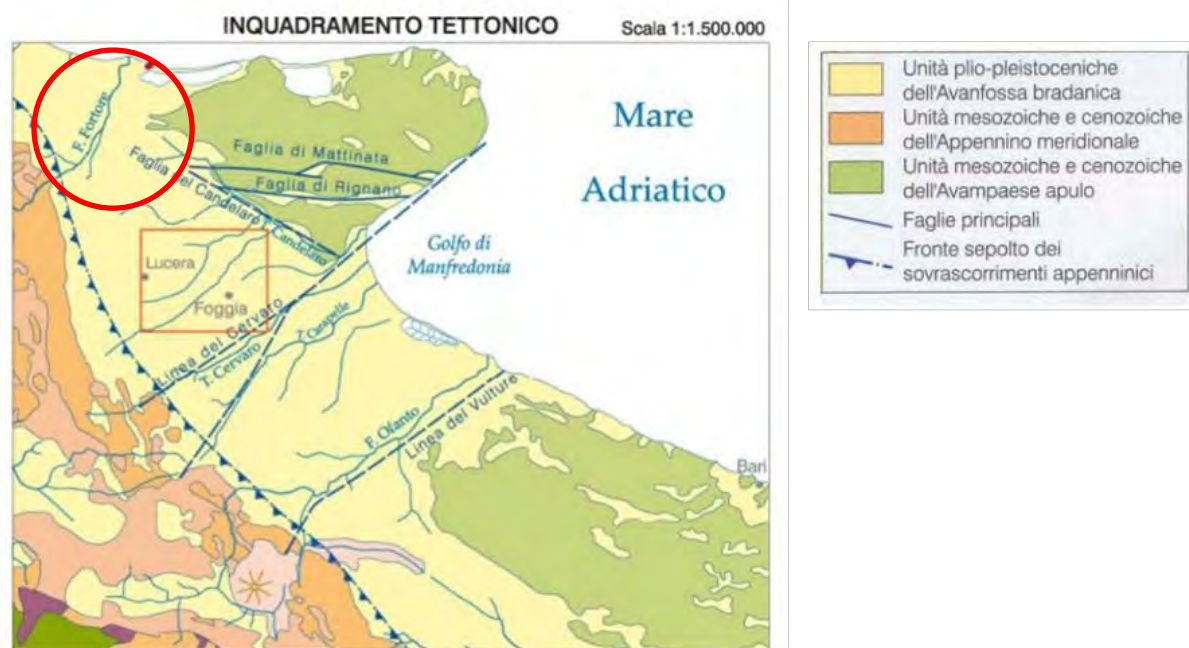 INQUADRAMENTO TETTONICO
Scala 1:1.500.000
F. Fortore
Mare
Adriatico
Faglia di Mattinata
Faglia di Rignano
Faglia del Candelaro
T. Candelaro
Golfo di
Manfredonia
Lucera
Foggia
Linea del Cervaro
T. Cervaro
T. Carapelle
F. Ofanto
Linea del Vulture
Bari
Unità plio-pleistoceniche
dell'Avanfossa bradanica
Unità mesozoiche e cenozoiche
dell'Appennino meridionale
Unità mesozoiche e cenozoiche
dell'Avampaese apulo
Faglie principali
Fronte sepolto dei
sovrascorrimenti appenninici